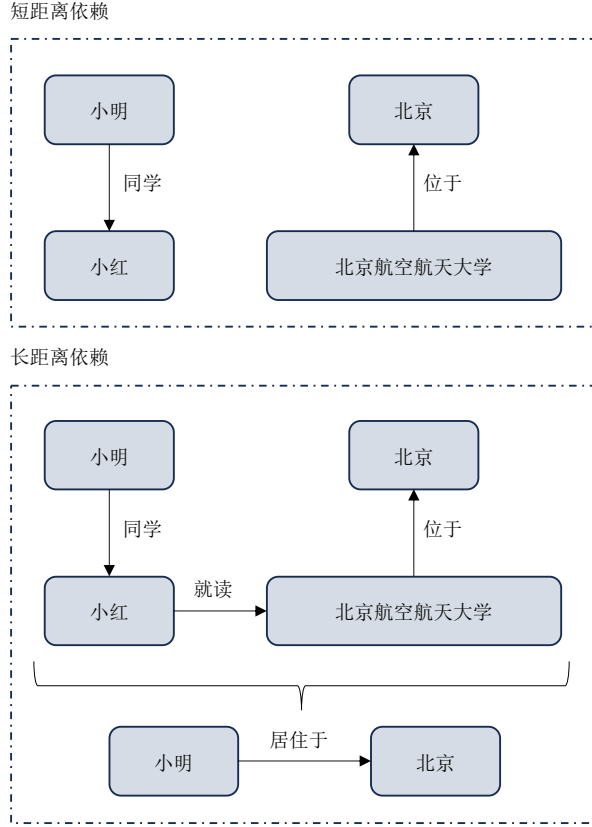 短距离依赖
小明
北京
同学
位于
小红
北京航空航天大学
长距离依赖
小明
北京
同学
位于
就读
小红
北京航空航天大学
居住于
小明
北京